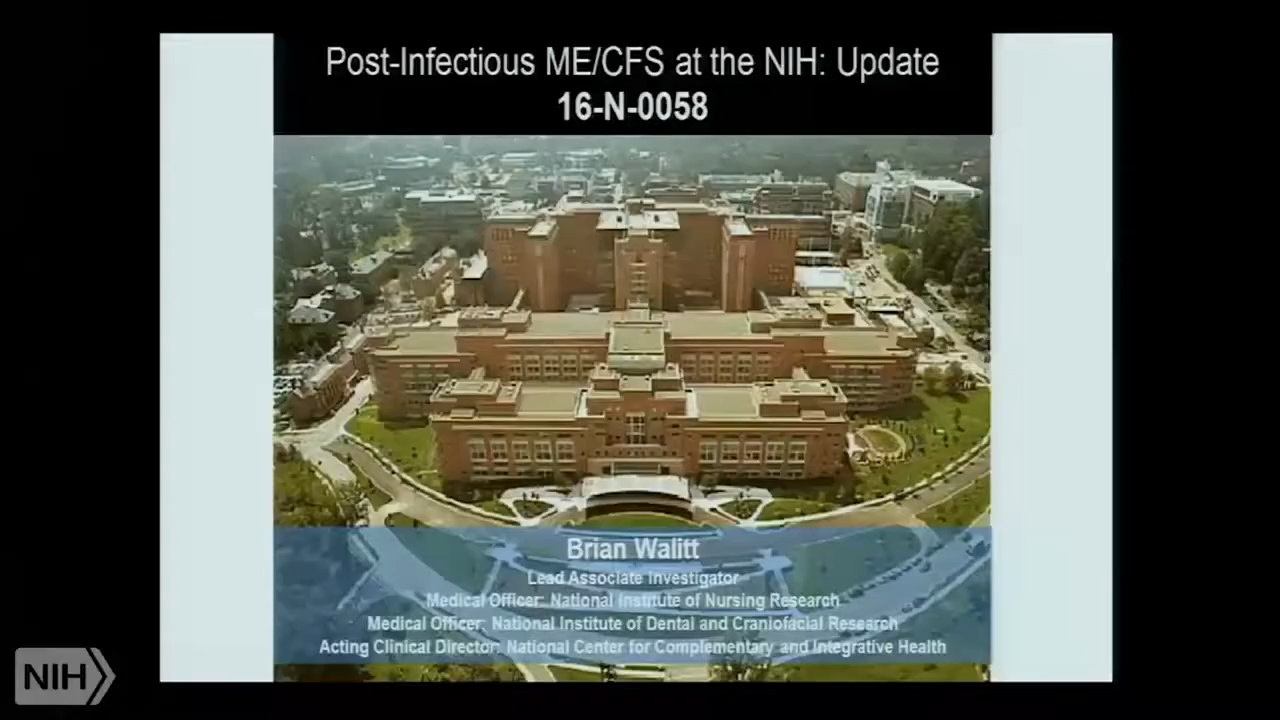 Post-Infectious ME/CFS at the NIH: Update
16-N-0058
Brian Walitt
Lead Associate Investigator
Medical Officer: National Institute of Nursing Research
Medical Officer: National Institute of Dental and Craniofacial Research
Acting Clinical Director: National Center for Complementary and Integrative Health
NIH